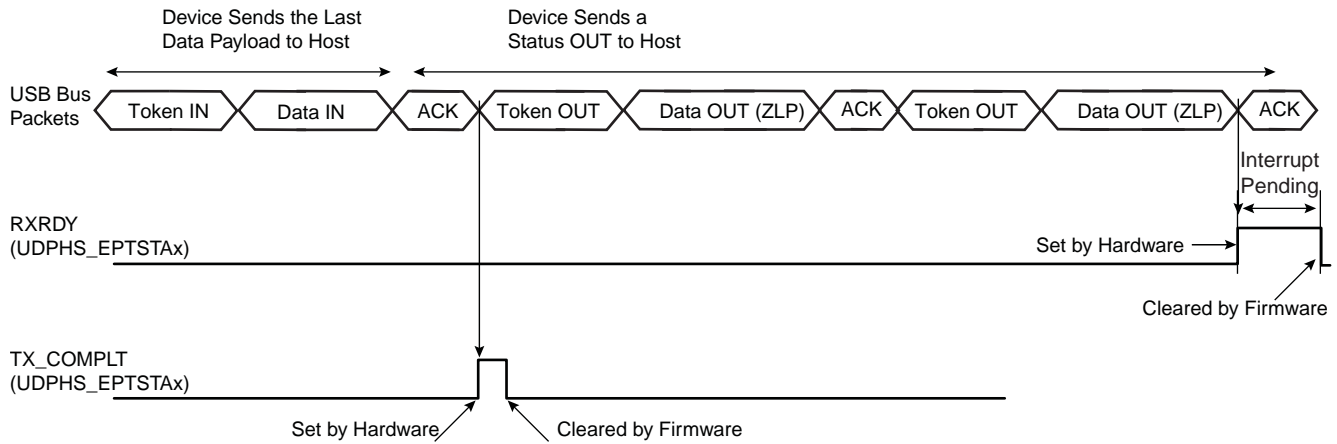 Device Sends the Last
Data Payload to Host
Device Sends a
Status OUT to Host
USB Bus
Packets
Token IN
Data IN
ACK
Token OUT
Data OUT (ZLP)
ACK
Token OUT
Data OUT (ZLP)
ACK
Interrupt
Pending
RXRDY
(UDPHS_EPTSTAx)
Set by Hardware
Cleared by Firmware
TX_COMPLT
(UDPHS_EPTSTAx)
Set by Hardware
Cleared by Firmware